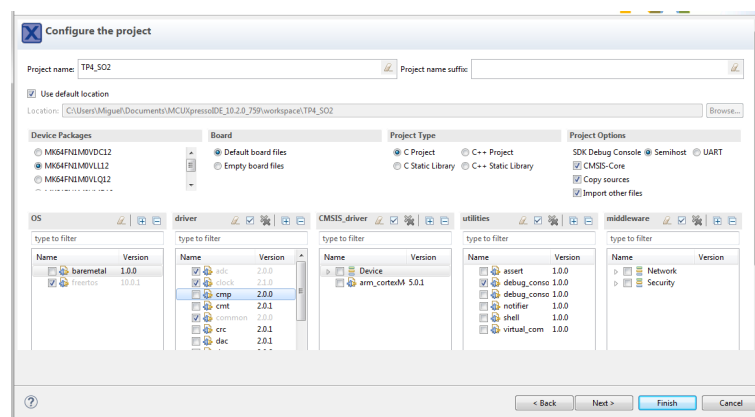 Configure the project
Project name: TP4_SO2 Project name suffix:
Use default location
Location: C:\Users\Miguel\Documents\MCUXpressoIDE_10.2.0_759\workspace\TP4_SO2 Browse...
Device Packages Board Project Type Project Options
MK64FN1M0VDC12 Default board files C Project C++ Project SDK Debug Console Semihost UART
MK64FN1M0VLL12 Empty board files C Static Library C++ Static Library CMSIS-Core
MK64FN1M0VLQ12 Copy sources
Import other files
OS driver CMSIS_driver utilities middleware
type to filter type to filter type to filter type to filter type to filter
Name Version Name Version Name Version Name Version Name Version
baremetal 1.0.0 adc 2.0.0 Device assert 1.0.0 Network
freertos 10.0.1 clock 2.1.0 arm_cortexM 5.0.1 debug_conso 1.0.0 Security
cmp 2.0.0 debug_conso 1.0.0
cmt 2.0.1 notifier 1.0.0
common 2.0.0 shell 1.0.0
crc 2.0.1 virtual_com 1.0.0
dac 2.0.1
? < Back Next > Finish Cancel